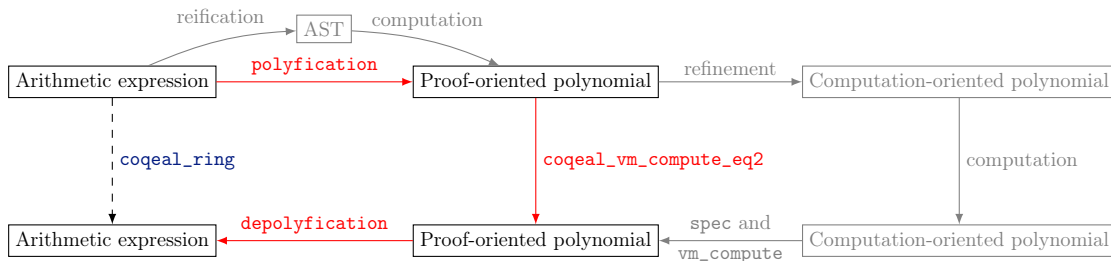 reification
AST
computation
Arithmetic expression
polyfication
Proof-oriented polynomial
refinement
Computation-oriented polynomial
coqeal_ring
coqeal_vm_compute_eq2
computation
Arithmetic expression
depolyfication
Proof-oriented polynomial
spec and
vm_compute
Computation-oriented polynomial